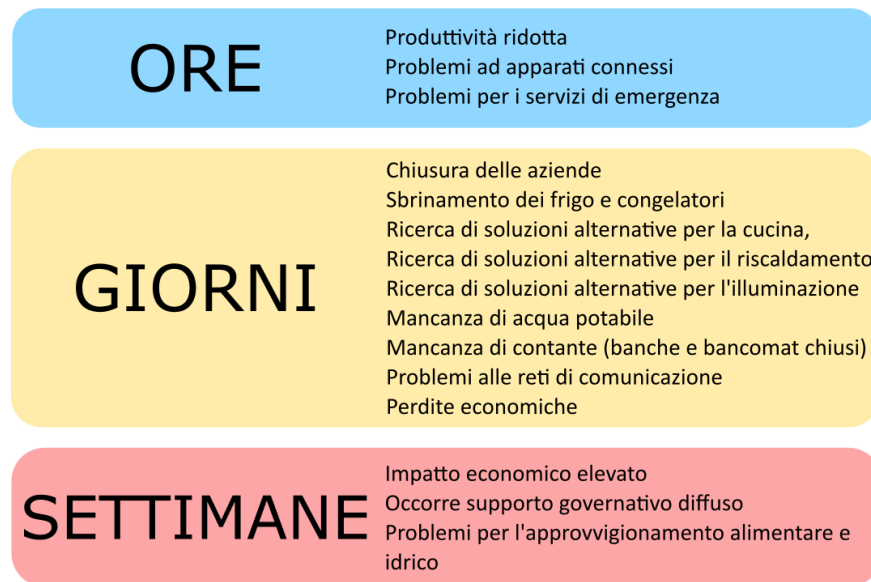 ORE
Produttività ridotta
Problemi ad apparati connessi
Problemi per i servizi di emergenza
GIORNI
Chiusura delle aziende
Sbrinamento dei frigo e congelatori
Ricerca di soluzioni alternative per la cucina,
Ricerca di soluzioni alternative per il riscaldamento
Ricerca di soluzioni alternative per l'illuminazione
Mancanza di acqua potabile
Mancanza di contante (banche e bancomat chiusi)
Problemi alle reti di comunicazione
Perdite economiche
SETTIMANE
Impatto economico elevato
Occorre supporto governativo diffuso
Problemi per l'approvvigionamento alimentare e
idrico